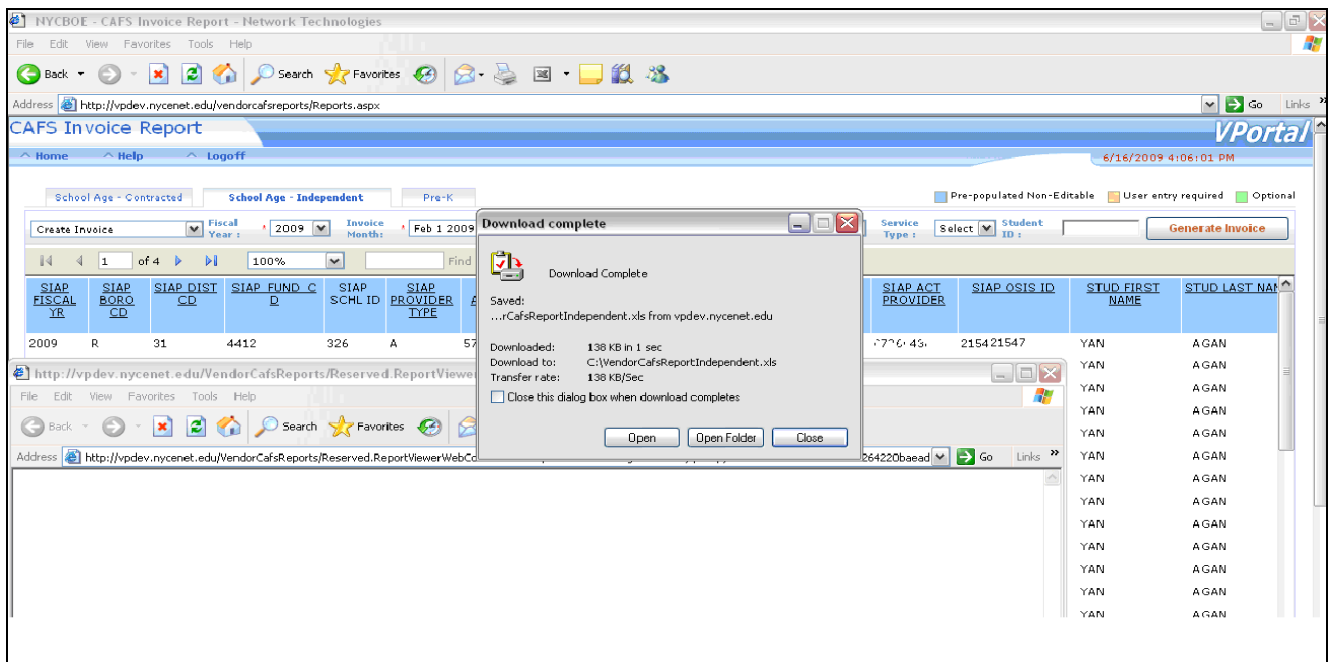 NYCBOE - CAFS Invoice Report - Network Technologies
File Edit View Favorites Tools Help
Back Search Favorites
Address http://vpdev.nycenet.edu/vendorcafsreports/Reports.aspx Go Links »
CAFS Invoice Report VPortal
^ Home ^ Help ^ Logoff 6/16/2009 4:06:01 PM
School Age - Contracted School Age - Independent Pre-K Pre-populated Non-Editable User entry required Optional
Create Invoice Fiscal Year : * 2009 Invoice Month: * Feb 1 2009 Service Type : Select Student ID : Generate Invoice
1 of 4 100% Find
SIAP FISCAL YR SIAP BORO CD SIAP DIST CD SIAP FUND CD SIAP SCHL ID SIAP PROVIDER TYPE SIAP ACT PROVIDER SIAP OSIS ID STUD FIRST NAME STUD LAST NAM
2009 R 31 4412 326 A 57 215421547 YAN AGAN
Download complete
Download Complete
Saved:
...rCafsReportIndependent.xls from vpdev.nycenet.edu
Downloaded: 138 KB in 1 sec
Download to: C:\VendorCafsReportIndependent.xls
Transfer rate: 138 KB/Sec
Close this dialog box when download completes
Open Open Folder Close
http://vpdev.nycenet.edu/VendorCafsReports/Reserved.ReportViewer
File Edit View Favorites Tools Help
Back Search Favorites
Address http://vpdev.nycenet.edu/VendorCafsReports/Reserved.ReportViewerWebCo 264220baead Go Links »
YAN AGAN
YAN AGAN
YAN AGAN
YAN AGAN
YAN AGAN
YAN AGAN
YAN AGAN
YAN AGAN
YAN AGAN
YAN AGAN
YAN AGAN
YAN AGAN